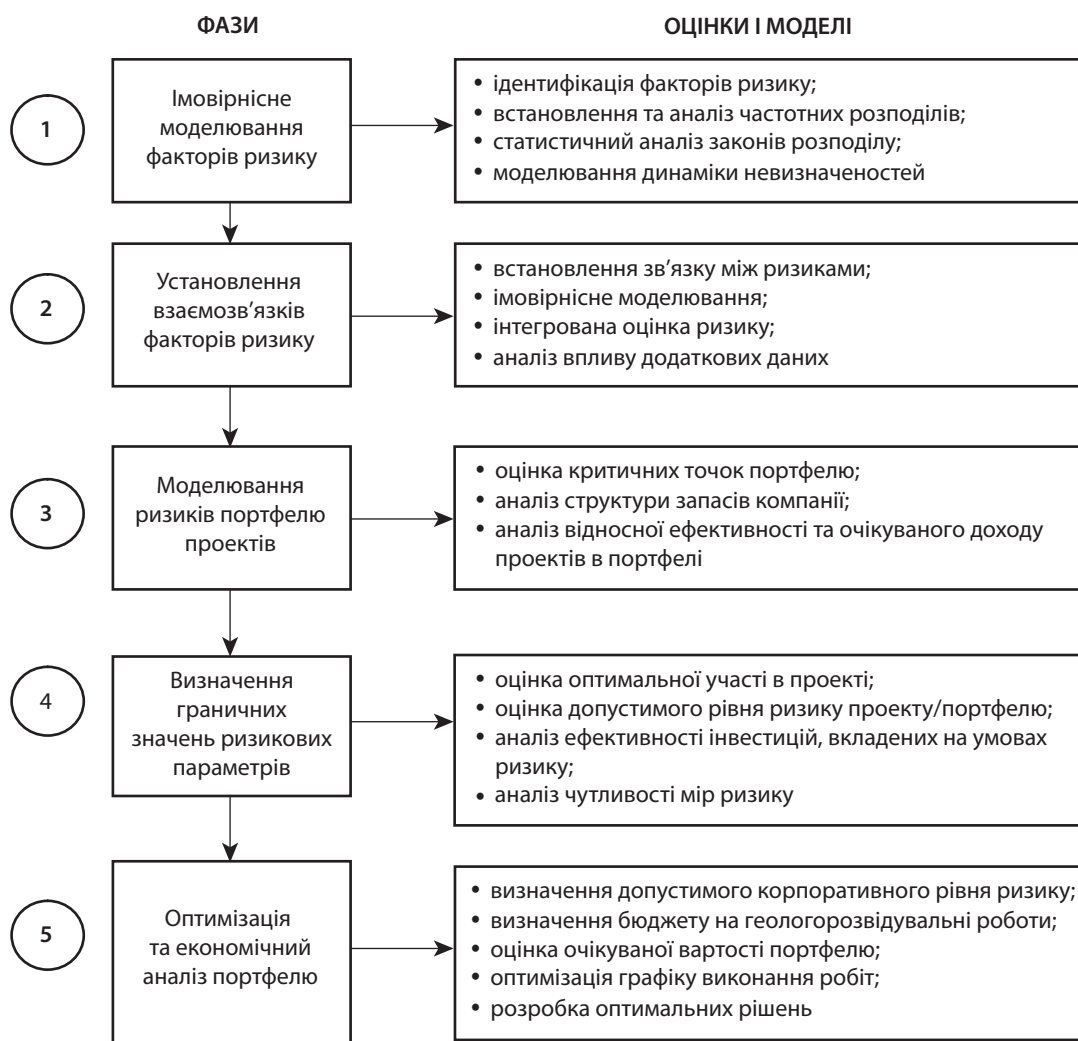 ФАЗИ
ОЦІНКИ І МОДЕЛІ
1
Імовірнісне
моделювання
факторів ризику
• ідентифікація факторів ризику;
• встановлення та аналіз частотних розподілів;
• статистичний аналіз законів розподілу;
• моделювання динаміки невизначеностей
2
Установлення
взаємозв’язків
факторів ризику
• встановлення зв’язку між ризиками;
• імовірнісне моделювання;
• інтегрована оцінка ризику;
• аналіз впливу додаткових даних
3
Моделювання
ризиків портфелю
проектів
• оцінка критичних точок портфелю;
• аналіз структури запасів компанії;
• аналіз відносної ефективності та очікуваного доходу
проектів в портфелі
4
Визначення
граничних
значень ризикових
параметрів
• оцінка оптимальної участі в проекті;
• оцінка допустимого рівня ризику проекту/портфелю;
• аналіз ефективності інвестицій, вкладених на умовах
ризику;
• аналіз чутливості мір ризику
5
Оптимізація
та економічний
аналіз портфелю
• визначення допустимого корпоративного рівня ризику;
• визначення бюджету на геологорозвідувальні роботи;
• оцінка очікуваної вартості портфелю;
• оптимізація графіку виконання робіт;
• розробка оптимальних рішень